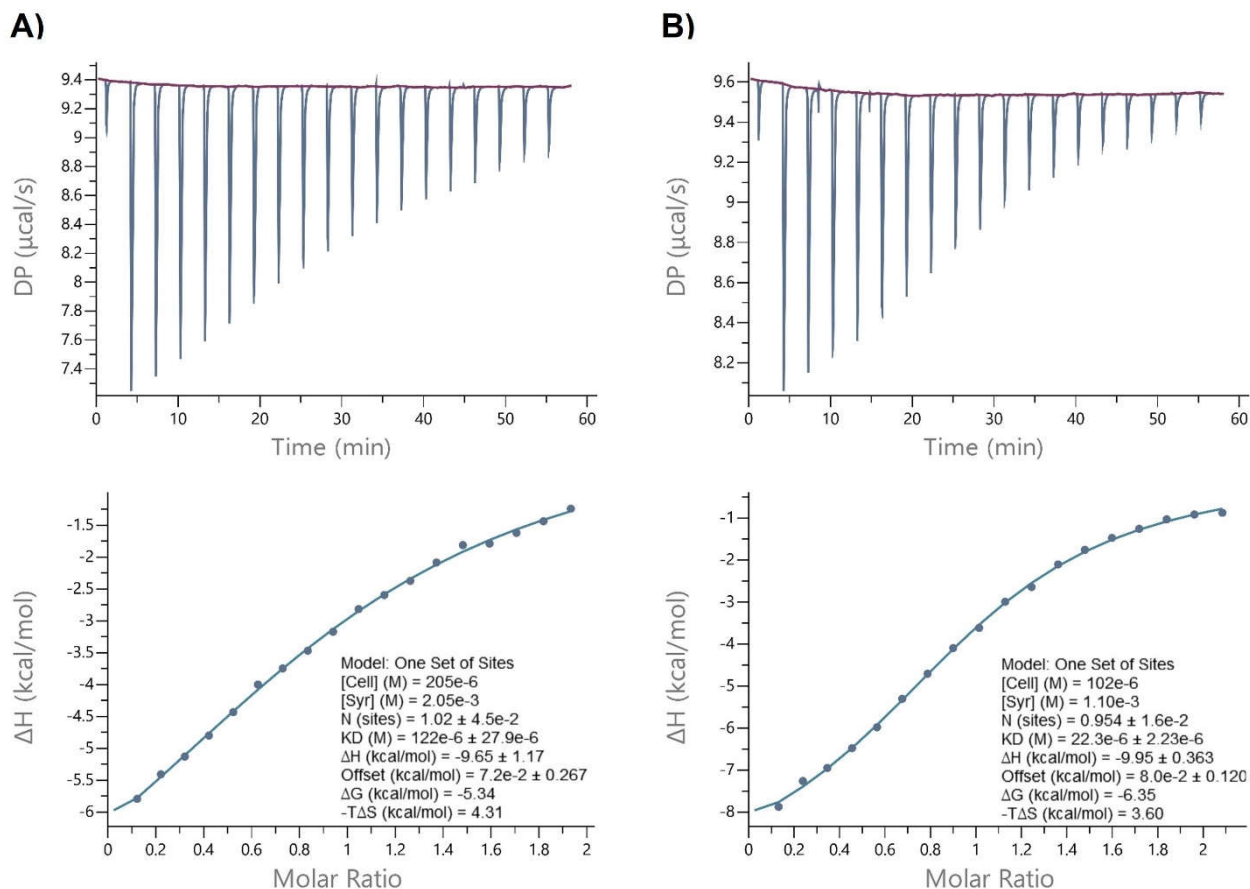 A)
9.4
9.2
9
8.8
8.6
8.4
8.2
8
7.8
7.6
7.4
DP (µcal/s)
0 10 20 30 40 50 60
Time (min)
-1.5
-2
-2.5
-3
-3.5
-4
-4.5
-5
-5.5
-6
ΔH (kcal/mol)
Model: One Set of Sites
[Cell] (M) = 205e-6
[Syr] (M) = 2.05e-3
N (sites) = 1.02 ± 4.5e-2
KD (M) = 122e-6 ± 27.9e-6
ΔH (kcal/mol) = -9.65 ± 1.17
Offset (kcal/mol) = 7.2e-2 ± 0.267
ΔG (kcal/mol) = -5.34
-TΔS (kcal/mol) = 4.31
0 0.2 0.4 0.6 0.8 1 1.2 1.4 1.6 1.8 2
Molar Ratio
B)
9.6
9.4
9.2
9
8.8
8.6
8.4
8.2
DP (µcal/s)
0 10 20 30 40 50 60
Time (min)
-1
-2
-3
-4
-5
-6
-7
-8
ΔH (kcal/mol)
Model: One Set of Sites
[Cell] (M) = 102e-6
[Syr] (M) = 1.10e-3
N (sites) = 0.954 ± 1.6e-2
KD (M) = 22.3e-6 ± 2.23e-6
ΔH (kcal/mol) = -9.95 ± 0.363
Offset (kcal/mol) = 8.0e-2 ± 0.120
ΔG (kcal/mol) = -6.35
-TΔS (kcal/mol) = 3.60
0 0.2 0.4 0.6 0.8 1 1.2 1.4 1.6 1.8 2
Molar Ratio